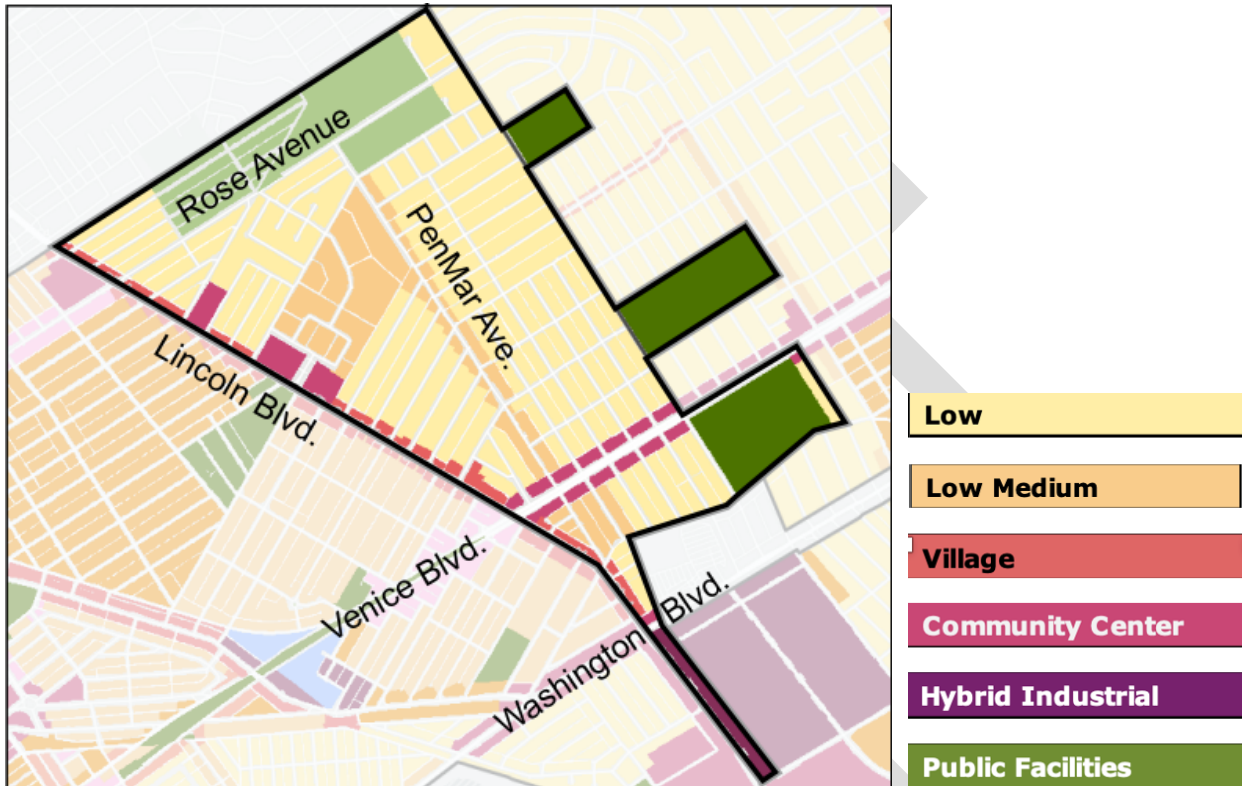 Rose Avenue
PenMar Ave.
Lincoln Blvd.
Venice Blvd.
Washington Blvd.
Low
Low Medium
Village
Community Center
Hybrid Industrial
Public Facilities